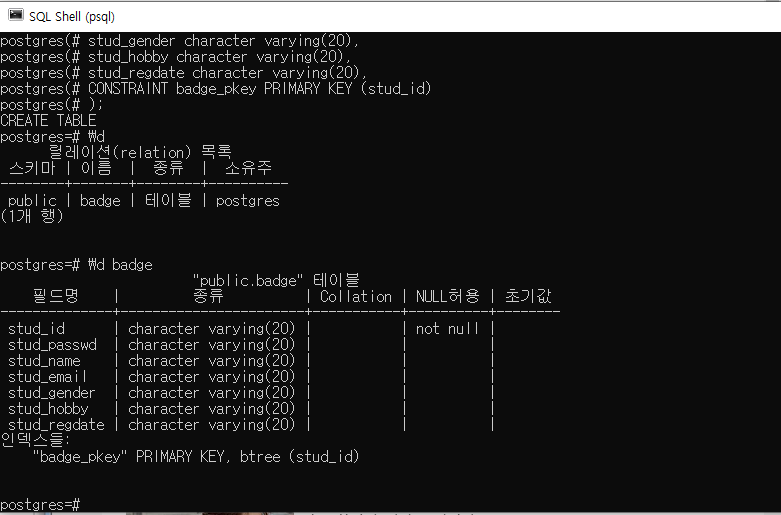 SQL Shell (psql)
postgres(# stud_gender character varying(20),
postgres(# stud_hobby character varying(20),
postgres(# stud_regdate character varying(20),
postgres(# CONSTRAINT badge_pkey PRIMARY KEY (stud_id)
postgres(# );
CREATE TABLE
postgres=# ₩d
릴레이션(relation) 목록
스키마 | 이름 | 종류 | 소유주
--------+-------+--------+----------
public | badge | 테이블 | postgres
(1개 행)
postgres=# ₩d badge
"public.badge" 테이블
필드명 | 종류 | Collation | NULL허용 | 초기값
--------------+-----------------------+-----------+----------+--------
stud_id | character varying(20) | | not null |
stud_passwd | character varying(20) | | |
stud_name | character varying(20) | | |
stud_email | character varying(20) | | |
stud_gender | character varying(20) | | |
stud_hobby | character varying(20) | | |
stud_regdate | character varying(20) | | |
인덱스들:
"badge_pkey" PRIMARY KEY, btree (stud_id)
postgres=#